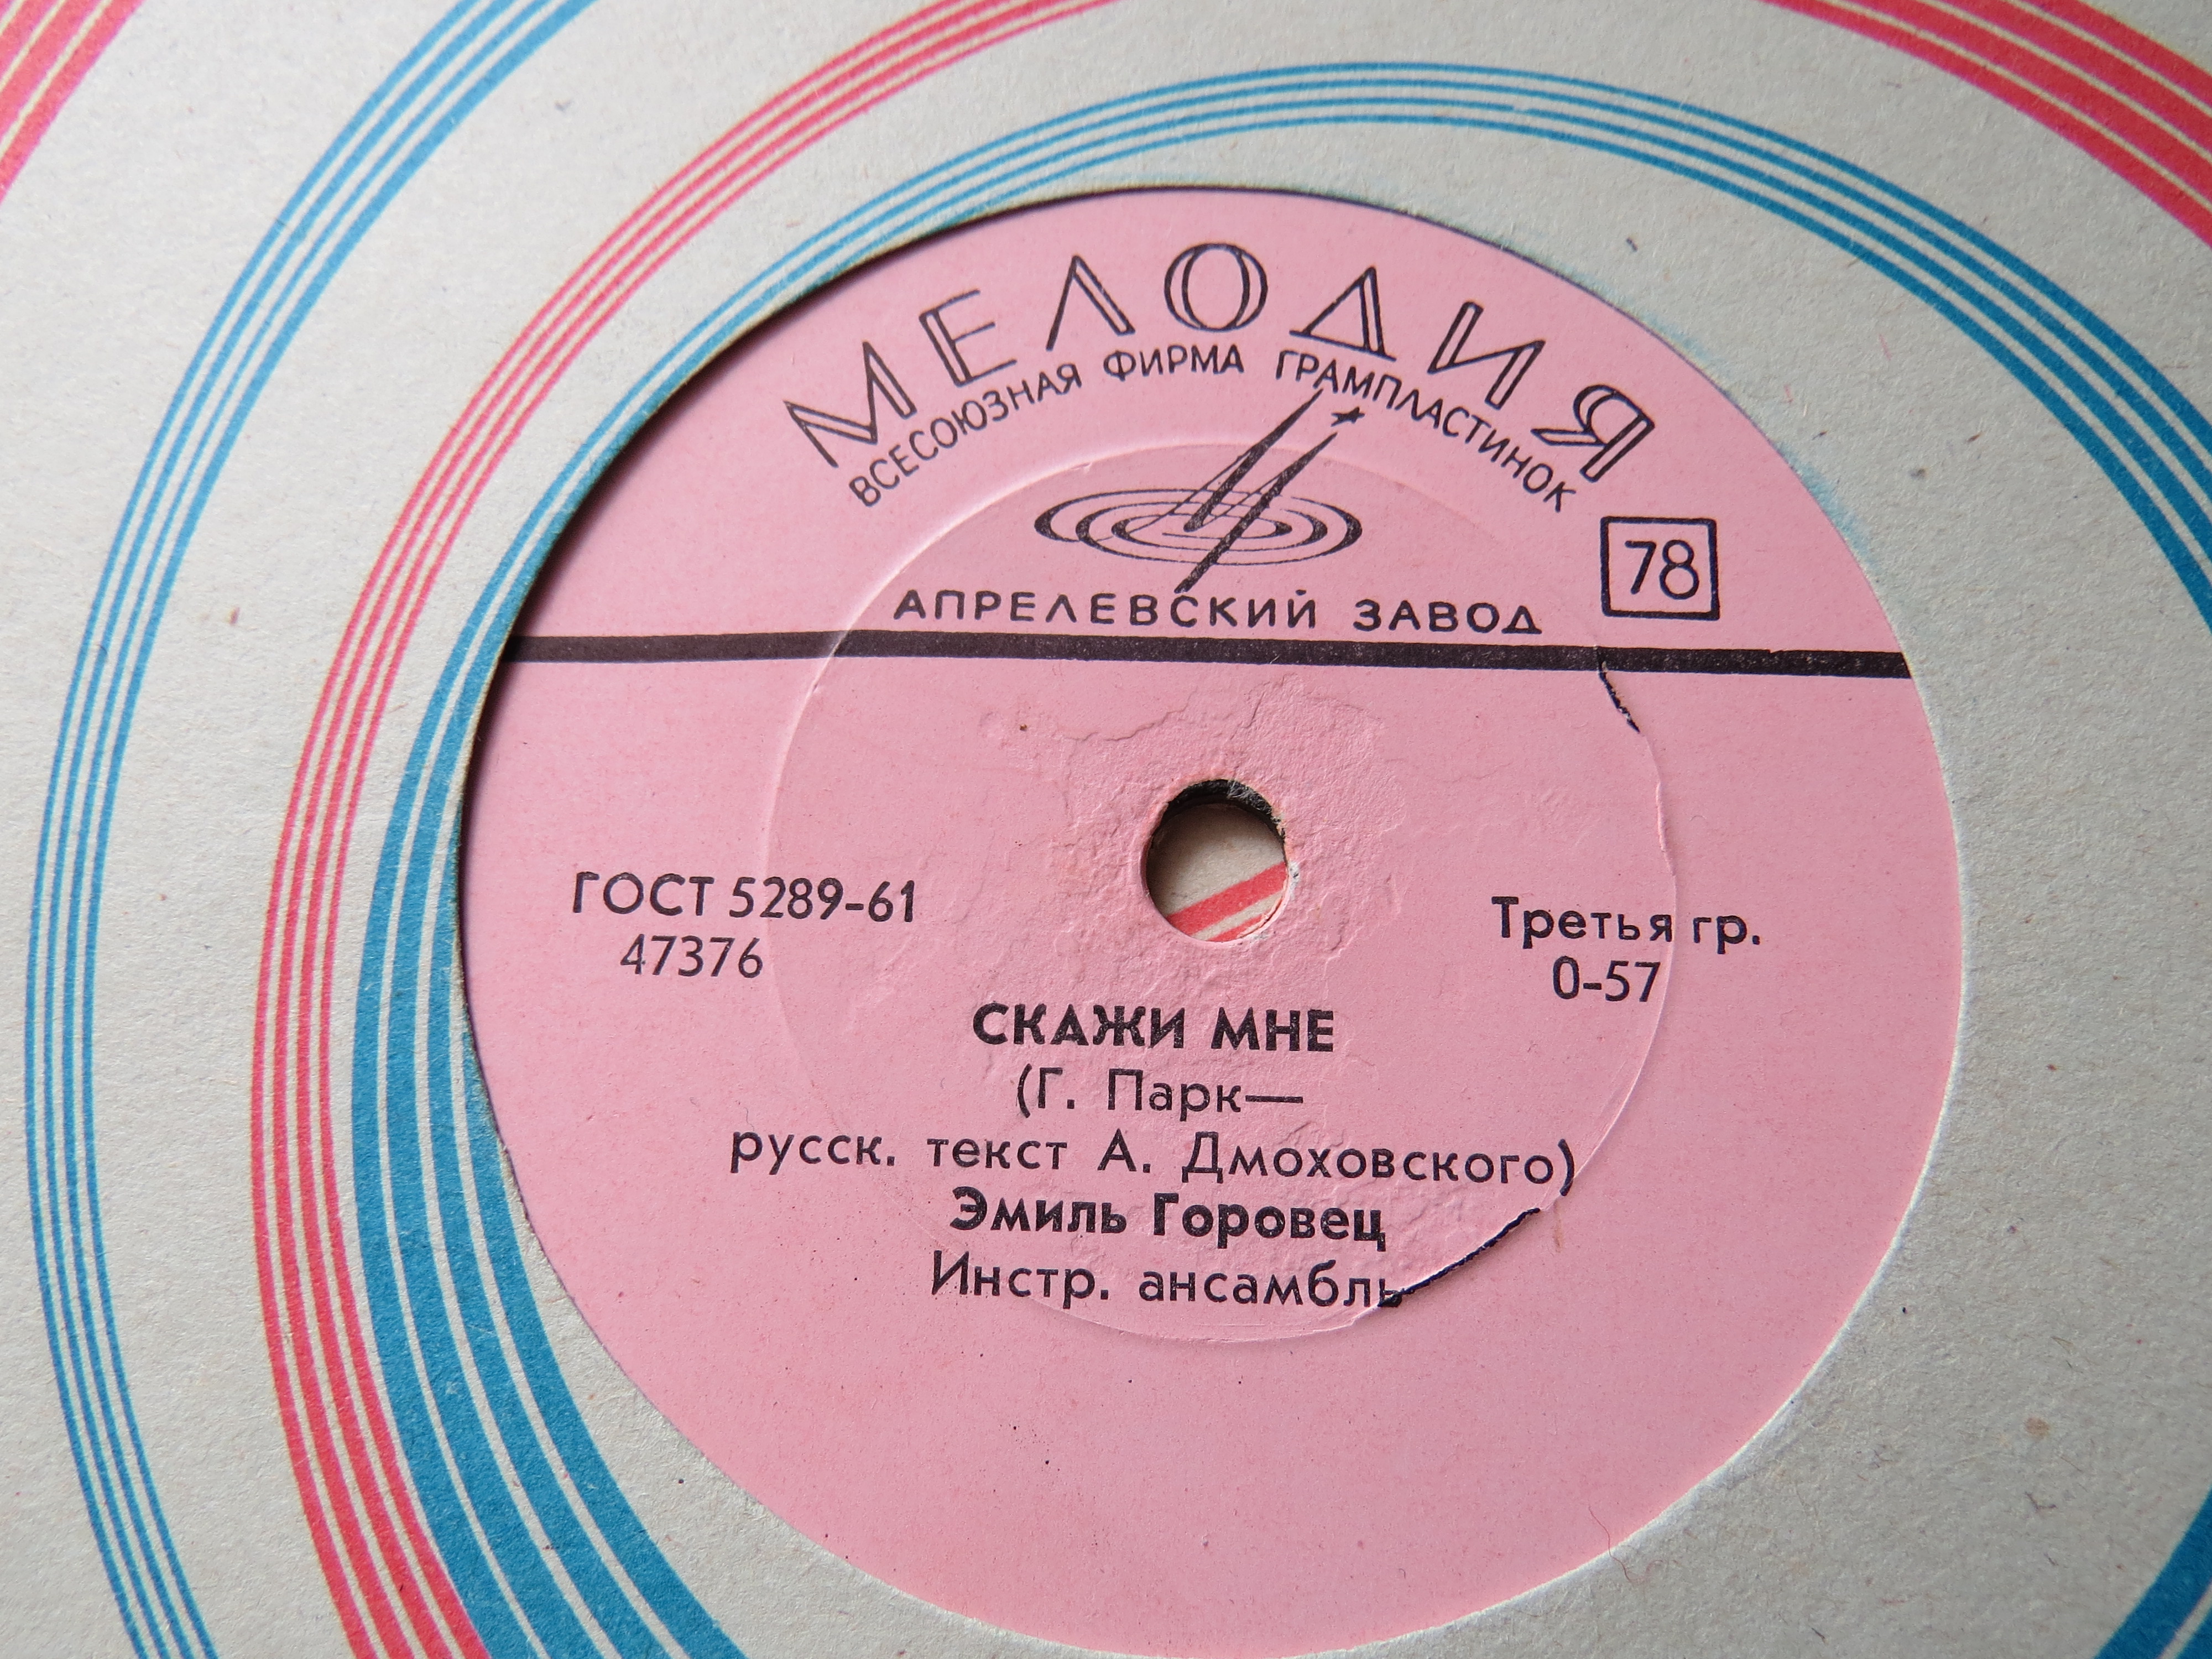 МЕЛОДИЯ
ВСЕСОЮЗНАЯ ФИРМА ГРАМПЛАСТИНОК
78
АПРЕЛЕВСКИЙ ЗАВОД
ГОСТ 5289-61
47376
Третья гр.
0-57
СКАЖИ МНЕ
(Г. Парк—
русск. текст А. Дмоховского)
Эмиль Горовец
Инстр. ансамбль